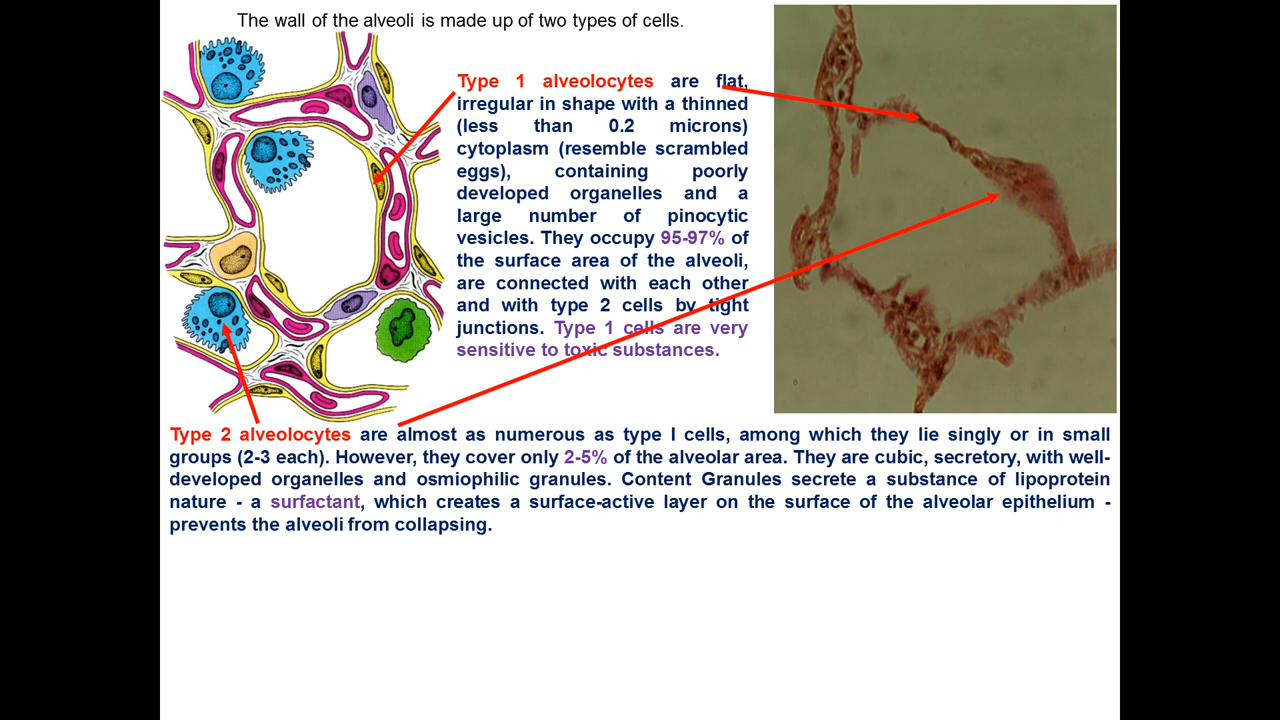 The wall of the alveoli is made up of two types of cells.
Type 1 alveolocytes are flat,
irregular in shape with a thinned
(less than 0.2 microns)
cytoplasm (resemble scrambled
eggs), containing poorly
developed organelles and a
large number of pinocytic
vesicles. They occupy 95-97% of
the surface area of the alveoli,
are connected with each other
and with type 2 cells by tight
junctions. Type 1 cells are very
sensitive to toxic substances.
Type 2 alveolocytes are almost as numerous as type I cells, among which they lie singly or in small
groups (2-3 each). However, they cover only 2-5% of the alveolar area. They are cubic, secretory, with well-
developed organelles and osmiophilic granules. Content Granules secrete a substance of lipoprotein
nature - a surfactant, which creates a surface-active layer on the surface of the alveolar epithelium -
prevents the alveoli from collapsing.